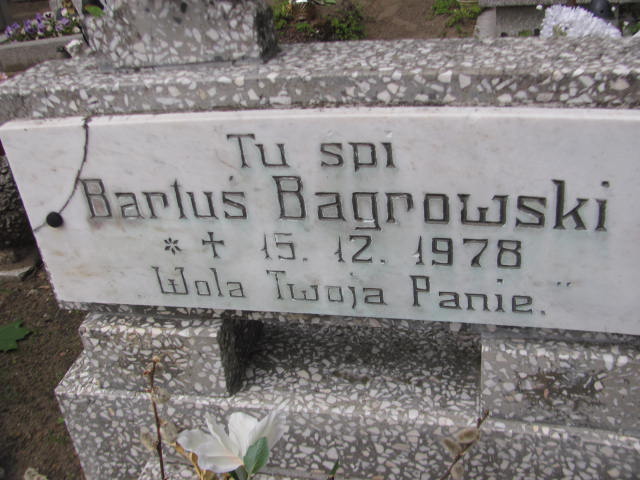 Tu spi
Bartuś Bagrowski
* † 15.12.1978
"Wola Twoja Panie."